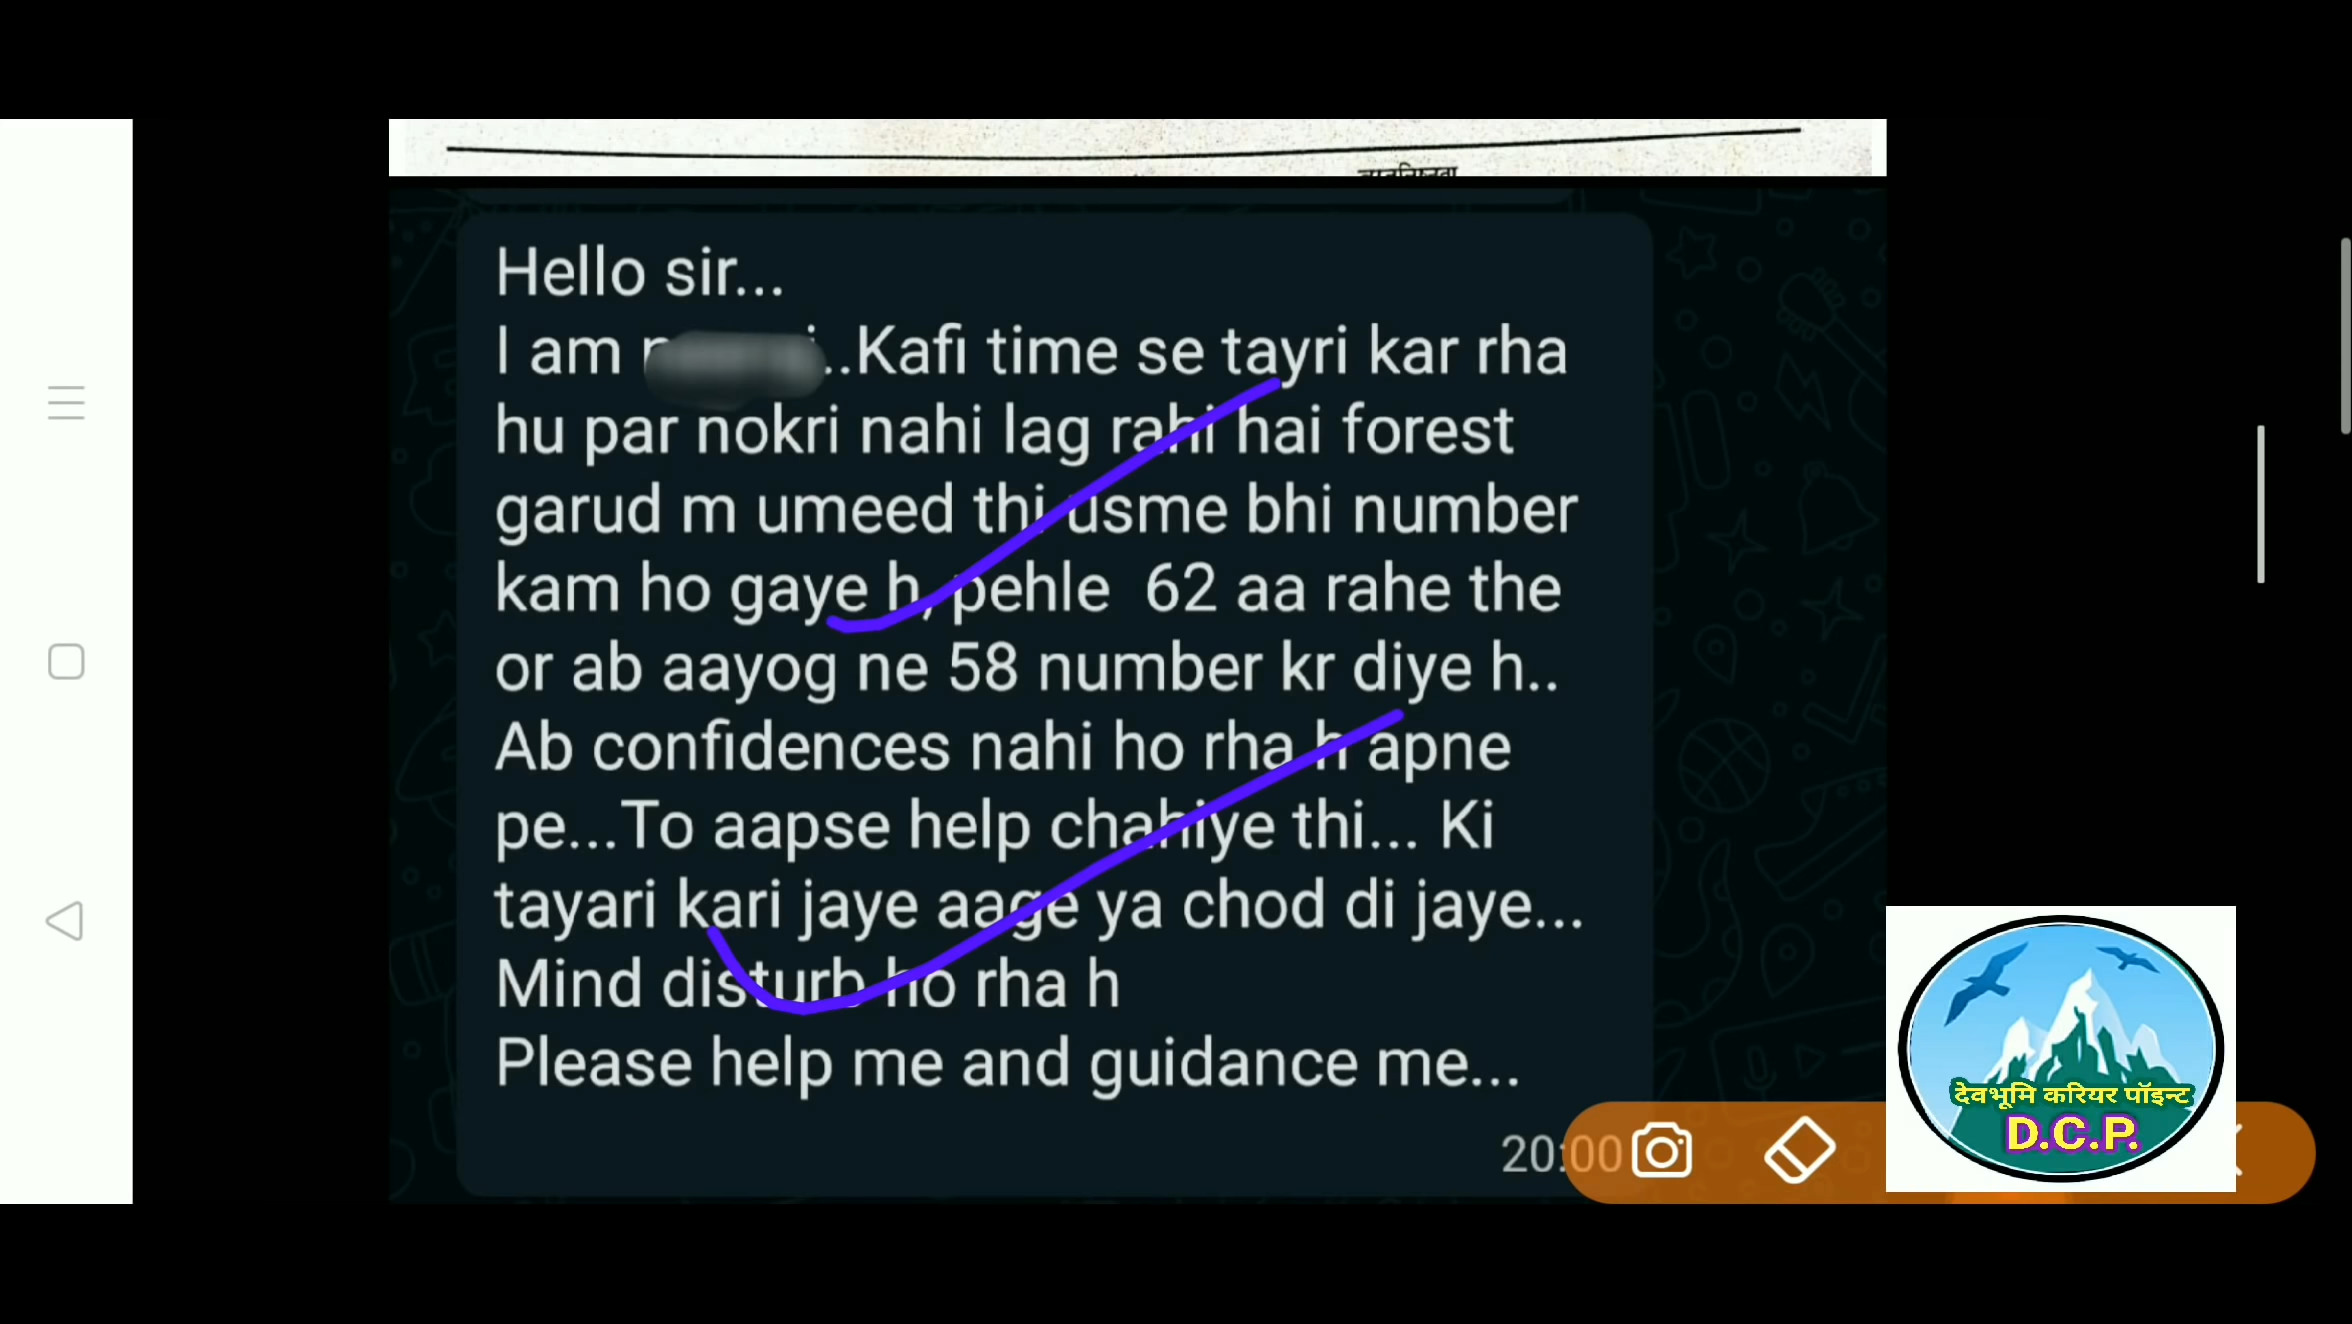 Hello sir...
I am ..Kafi time se tayri kar rha
hu par nokri nahi lag rahi hai forest
garud m umeed thi usme bhi number
kam ho gaye h, pehle 62 aa rahe the
or ab aayog ne 58 number kr diye h..
Ab confidences nahi ho rha h apne
pe...To aapse help chahiye thi... Ki
tayari kari jaye aage ya chod di jaye...
Mind disturb ho rha h
Please help me and guidance me...
20:00
देवभूमि करियर पॉइन्ट
D.C.P.